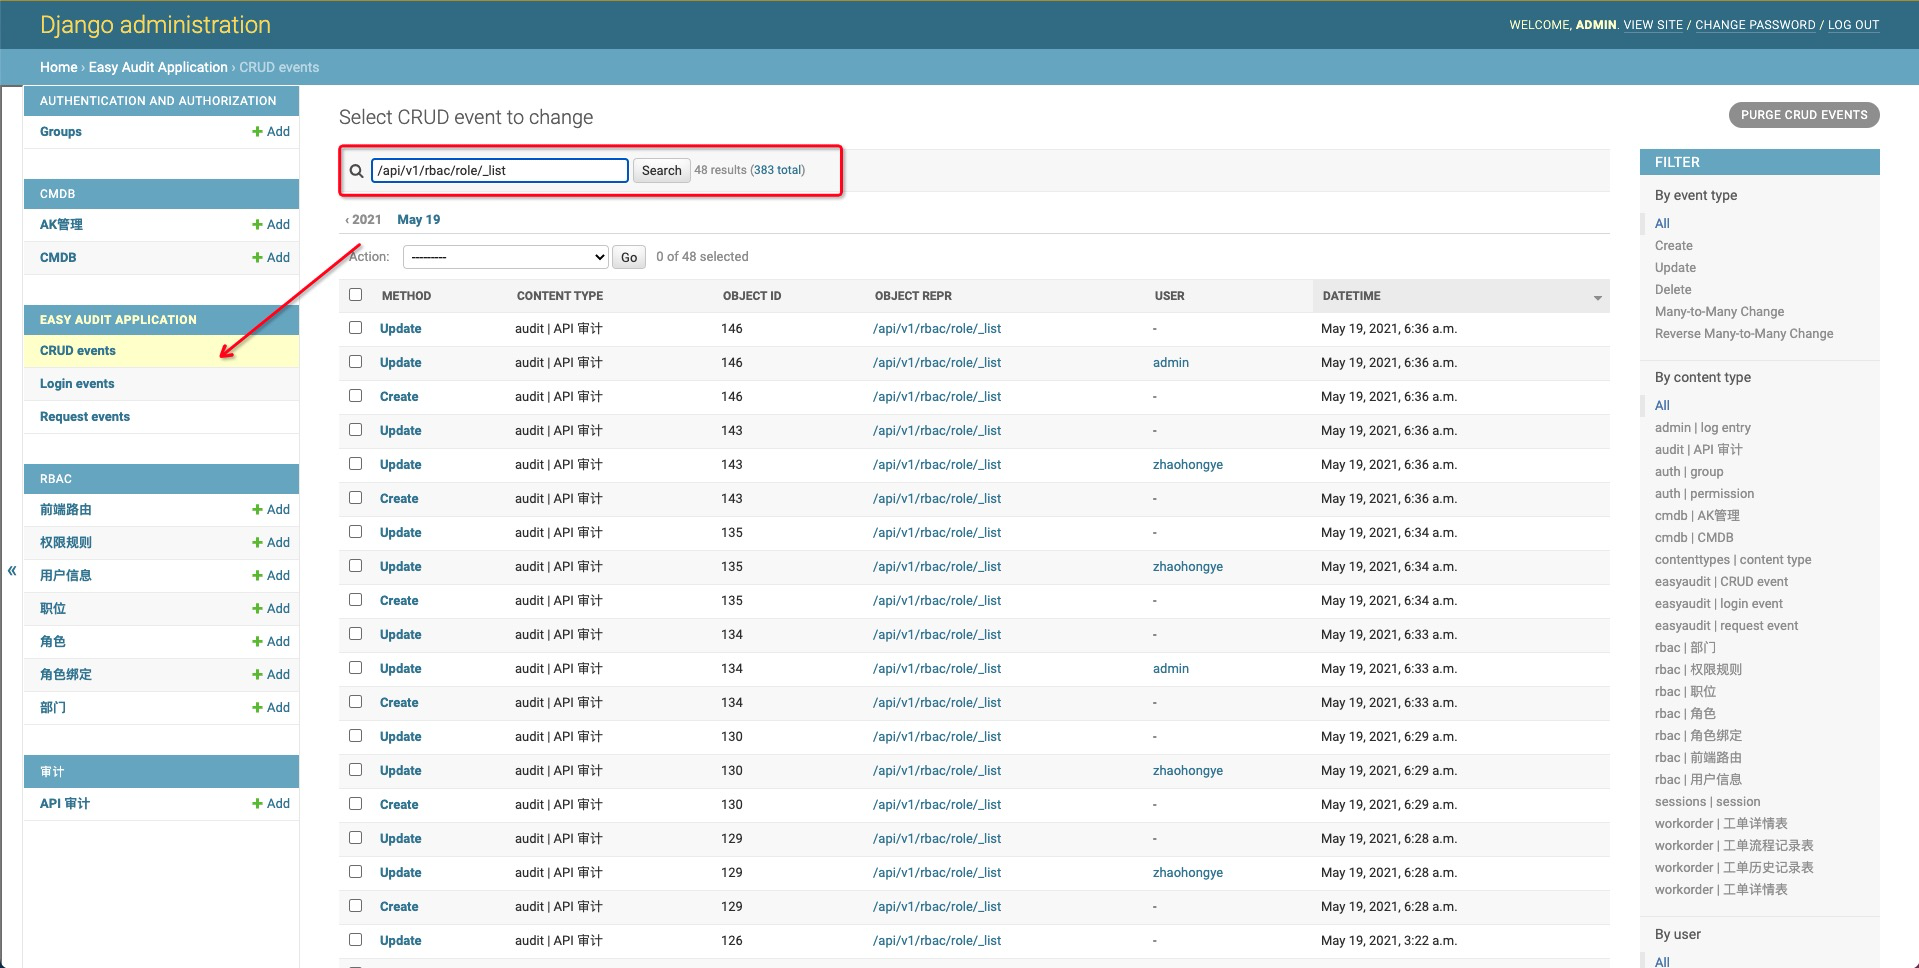 Django administration
WELCOME, ADMIN. VIEW SITE / CHANGE PASSWORD / LOG OUT
Home › Easy Audit Application › CRUD events
AUTHENTICATION AND AUTHORIZATION
Groups + Add
CMDB
AK管理 + Add
CMDB + Add
EASY AUDIT APPLICATION
CRUD events
Login events
Request events
RBAC
前端路由 + Add
权限规则 + Add
用户信息 + Add
职位 + Add
角色 + Add
角色绑定 + Add
部门 + Add
审计
API 审计 + Add
«
Select CRUD event to change
PURGE CRUD EVENTS
/api/v1/rbac/role/_list Search 48 results (383 total)
‹ 2021 May 19
Action: --------- Go 0 of 48 selected
METHOD CONTENT TYPE OBJECT ID OBJECT REPR USER DATETIME
Update audit | API 审计 146 /api/v1/rbac/role/_list - May 19, 2021, 6:36 a.m.
Update audit | API 审计 146 /api/v1/rbac/role/_list admin May 19, 2021, 6:36 a.m.
Create audit | API 审计 146 /api/v1/rbac/role/_list - May 19, 2021, 6:36 a.m.
Update audit | API 审计 143 /api/v1/rbac/role/_list - May 19, 2021, 6:36 a.m.
Update audit | API 审计 143 /api/v1/rbac/role/_list zhaohongye May 19, 2021, 6:36 a.m.
Create audit | API 审计 143 /api/v1/rbac/role/_list - May 19, 2021, 6:36 a.m.
Update audit | API 审计 135 /api/v1/rbac/role/_list - May 19, 2021, 6:34 a.m.
Update audit | API 审计 135 /api/v1/rbac/role/_list zhaohongye May 19, 2021, 6:34 a.m.
Create audit | API 审计 135 /api/v1/rbac/role/_list - May 19, 2021, 6:34 a.m.
Update audit | API 审计 134 /api/v1/rbac/role/_list - May 19, 2021, 6:33 a.m.
Update audit | API 审计 134 /api/v1/rbac/role/_list admin May 19, 2021, 6:33 a.m.
Create audit | API 审计 134 /api/v1/rbac/role/_list - May 19, 2021, 6:33 a.m.
Update audit | API 审计 130 /api/v1/rbac/role/_list - May 19, 2021, 6:29 a.m.
Update audit | API 审计 130 /api/v1/rbac/role/_list zhaohongye May 19, 2021, 6:29 a.m.
Create audit | API 审计 130 /api/v1/rbac/role/_list - May 19, 2021, 6:29 a.m.
Update audit | API 审计 129 /api/v1/rbac/role/_list - May 19, 2021, 6:28 a.m.
Update audit | API 审计 129 /api/v1/rbac/role/_list zhaohongye May 19, 2021, 6:28 a.m.
Create audit | API 审计 129 /api/v1/rbac/role/_list - May 19, 2021, 6:28 a.m.
Update audit | API 审计 126 /api/v1/rbac/role/_list - May 19, 2021, 3:22 a.m.
FILTER
By event type
All
Create
Update
Delete
Many-to-Many Change
Reverse Many-to-Many Change
By content type
All
admin | log entry
audit | API 审计
auth | group
auth | permission
cmdb | AK管理
cmdb | CMDB
contenttypes | content type
easyaudit | CRUD event
easyaudit | login event
easyaudit | request event
rbac | 部门
rbac | 权限规则
rbac | 职位
rbac | 角色
rbac | 角色绑定
rbac | 前端路由
rbac | 用户信息
sessions | session
workorder | 工单详情表
workorder | 工单流程记录表
workorder | 工单历史记录表
workorder | 工单详情表
By user
All